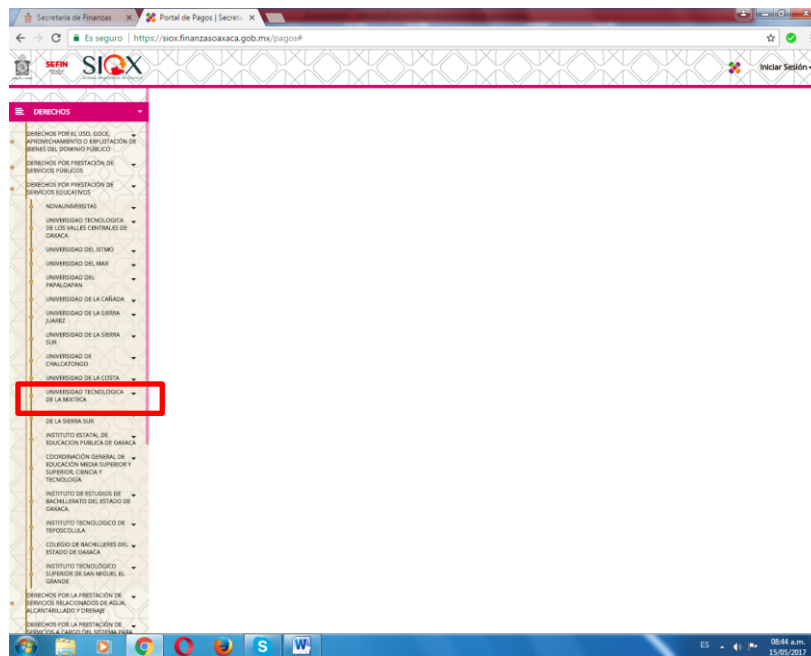 Secretaria de Finanzas
Portal de Pagos | Secreta
Es seguro
https://siox.finanzasoaxaca.gob.mx/pagos#
SEFIN
SIOX
Iniciar Sesión
DERECHOS
DERECHOS POR EL USO, GOCE,
APROVECHAMIENTO O EXPLOTACIÓN DE
BIENES DEL DOMINIO PÚBLICO
DERECHOS POR PRESTACIÓN DE
SERVICIOS PÚBLICOS
DERECHOS POR PRESTACIÓN DE
SERVICIOS EDUCATIVOS
NOVAUNIVERSITAS
UNIVERSIDAD TECNOLOGICA
DE LOS VALLES CENTRALES DE
OAXACA
UNIVERSIDAD DEL ISTMO
UNIVERSIDAD DEL MAR
UNIVERSIDAD DEL
PAPALOAPAN
UNIVERSIDAD DE LA CAÑADA
UNIVERSIDAD DE LA SIERRA
JUAREZ
UNIVERSIDAD DE LA SIERRA
SUR
UNIVERSIDAD DE
CHALCATONGO
UNIVERSIDAD DE LA COSTA
UNIVERSIDAD TECNOLOGICA
DE LA MIXTECA
DE LA SIERRA SUR
INSTITUTO ESTATAL DE
EDUCACION PUBLICA DE OAXACA
COORDINACIÓN GENERAL DE
EDUCACIÓN MEDIA SUPERIOR Y
SUPERIOR, CIENCIA Y
TECNOLOGÍA
INSTITUTO DE ESTUDIOS DE
BACHILLERATO DEL ESTADO DE
OAXACA
INSTITUTO TECNOLOGICO DE
TEPOSCOLULA
COLEGIO DE BACHILLERES DEL
ESTADO DE OAXACA
INSTITUTO TECNOLÓGICO
SUPERIOR DE SAN MIGUEL EL
GRANDE
DERECHOS POR LA PRESTACIÓN DE
SERVICIOS RELACIONADOS DE AGUA,
ALCANTARILLADO Y DRENAJE
DERECHOS POR LA PRESTACIÓN DE
SERVICIOS A CARGO DEL SISTEMA PARA
ES
08:44 a.m.
15/05/2017